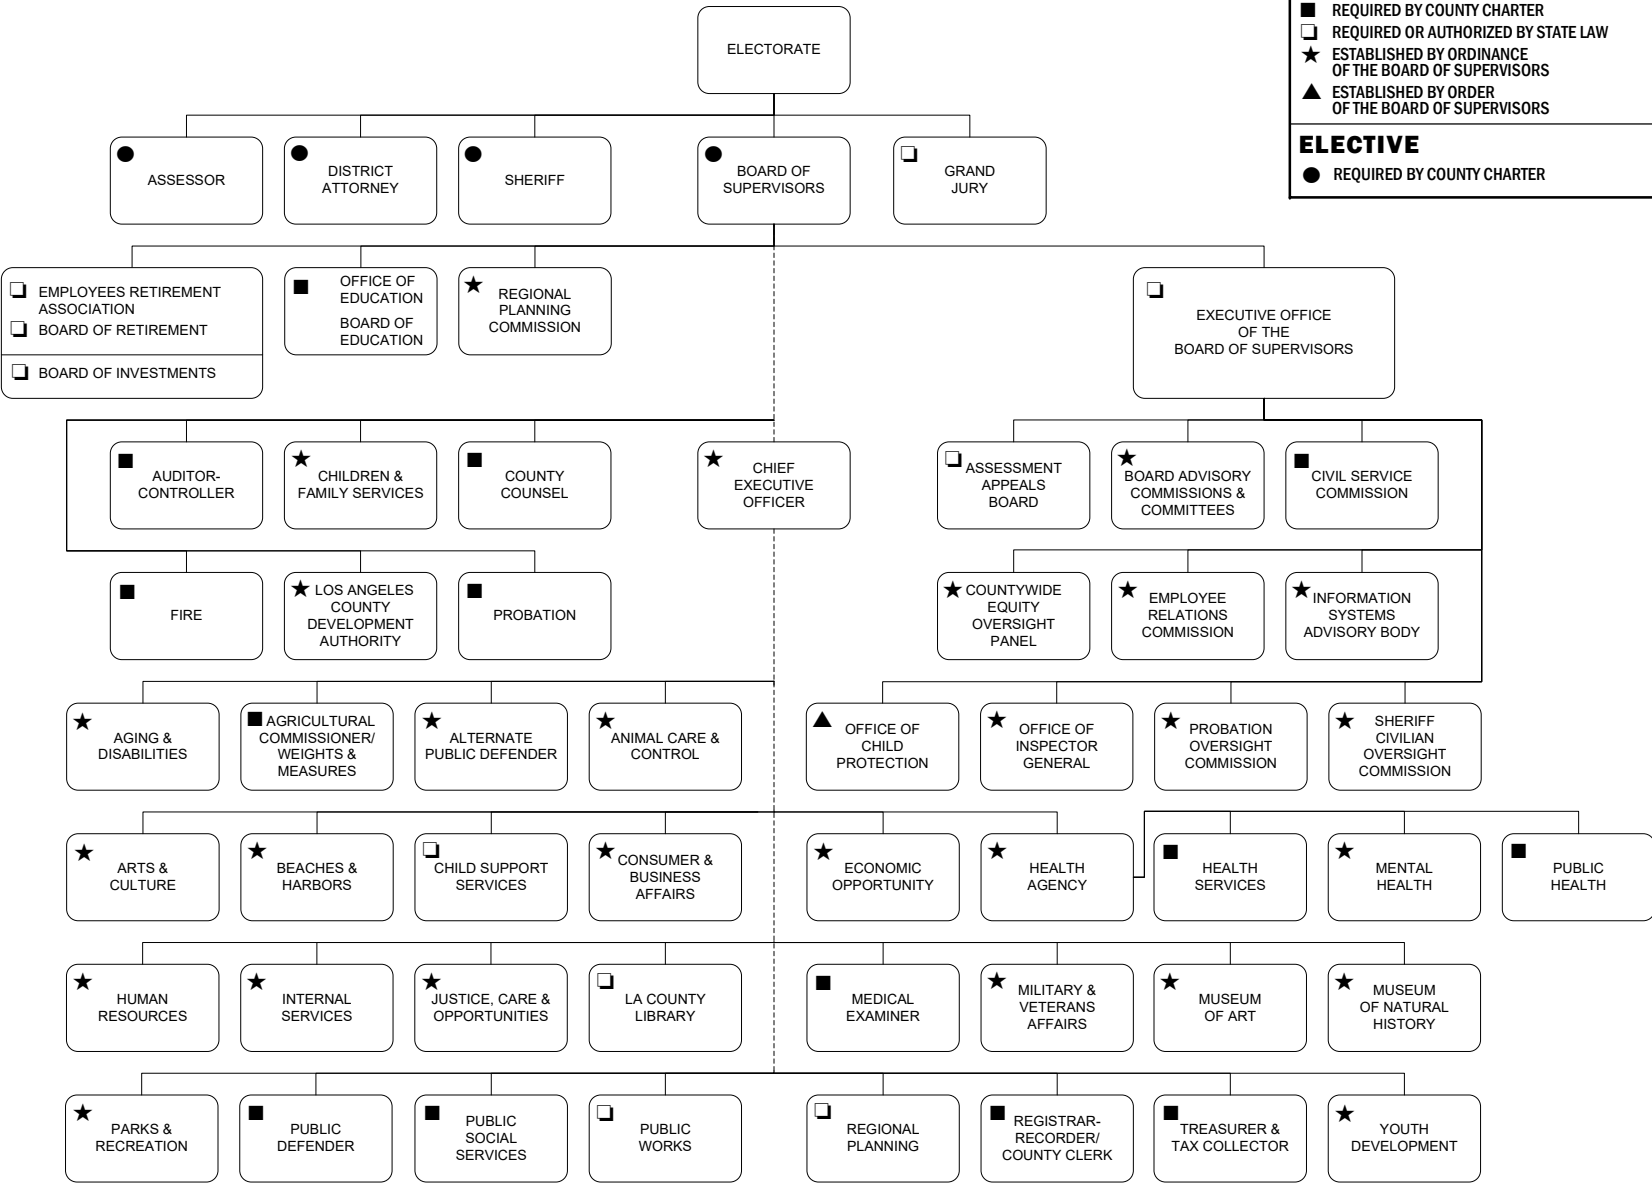 ELECTORATE
■ REQUIRED BY COUNTY CHARTER
❏ REQUIRED OR AUTHORIZED BY STATE LAW
★ ESTABLISHED BY ORDINANCE
OF THE BOARD OF SUPERVISORS
▲ ESTABLISHED BY ORDER
OF THE BOARD OF SUPERVISORS
ELECTIVE
● REQUIRED BY COUNTY CHARTER
ASSESSOR
DISTRICT
ATTORNEY
SHERIFF
BOARD OF
SUPERVISORS
GRAND
JURY
EMPLOYEES RETIREMENT
ASSOCIATION
BOARD OF RETIREMENT
BOARD OF INVESTMENTS
OFFICE OF
EDUCATION
BOARD OF
EDUCATION
REGIONAL
PLANNING
COMMISSION
EXECUTIVE OFFICE
OF THE
BOARD OF SUPERVISORS
AUDITOR-
CONTROLLER
CHILDREN &
FAMILY SERVICES
COUNTY
COUNSEL
CHIEF
EXECUTIVE
OFFICER
ASSESSMENT
APPEALS
BOARD
BOARD ADVISORY
COMMISSIONS &
COMMITTEES
CIVIL SERVICE
COMMISSION
FIRE
LOS ANGELES
COUNTY
DEVELOPMENT
AUTHORITY
PROBATION
COUNTYWIDE
EQUITY
OVERSIGHT
PANEL
EMPLOYEE
RELATIONS
COMMISSION
INFORMATION
SYSTEMS
ADVISORY BODY
AGING &
DISABILITIES
AGRICULTURAL
COMMISSIONER/
WEIGHTS &
MEASURES
ALTERNATE
PUBLIC DEFENDER
ANIMAL CARE &
CONTROL
OFFICE OF
CHILD
PROTECTION
OFFICE OF
INSPECTOR
GENERAL
PROBATION
OVERSIGHT
COMMISSION
SHERIFF
CIVILIAN
OVERSIGHT
COMMISSION
ARTS &
CULTURE
BEACHES &
HARBORS
CHILD SUPPORT
SERVICES
CONSUMER &
BUSINESS
AFFAIRS
ECONOMIC
OPPORTUNITY
HEALTH
AGENCY
HEALTH
SERVICES
MENTAL
HEALTH
PUBLIC
HEALTH
HUMAN
RESOURCES
INTERNAL
SERVICES
JUSTICE, CARE &
OPPORTUNITIES
LA COUNTY
LIBRARY
MEDICAL
EXAMINER
MILITARY &
VETERANS
AFFAIRS
MUSEUM
OF ART
MUSEUM
OF NATURAL
HISTORY
PARKS &
RECREATION
PUBLIC
DEFENDER
PUBLIC
SOCIAL
SERVICES
PUBLIC
WORKS
REGIONAL
PLANNING
REGISTRAR-
RECORDER/
COUNTY CLERK
TREASURER &
TAX COLLECTOR
YOUTH
DEVELOPMENT